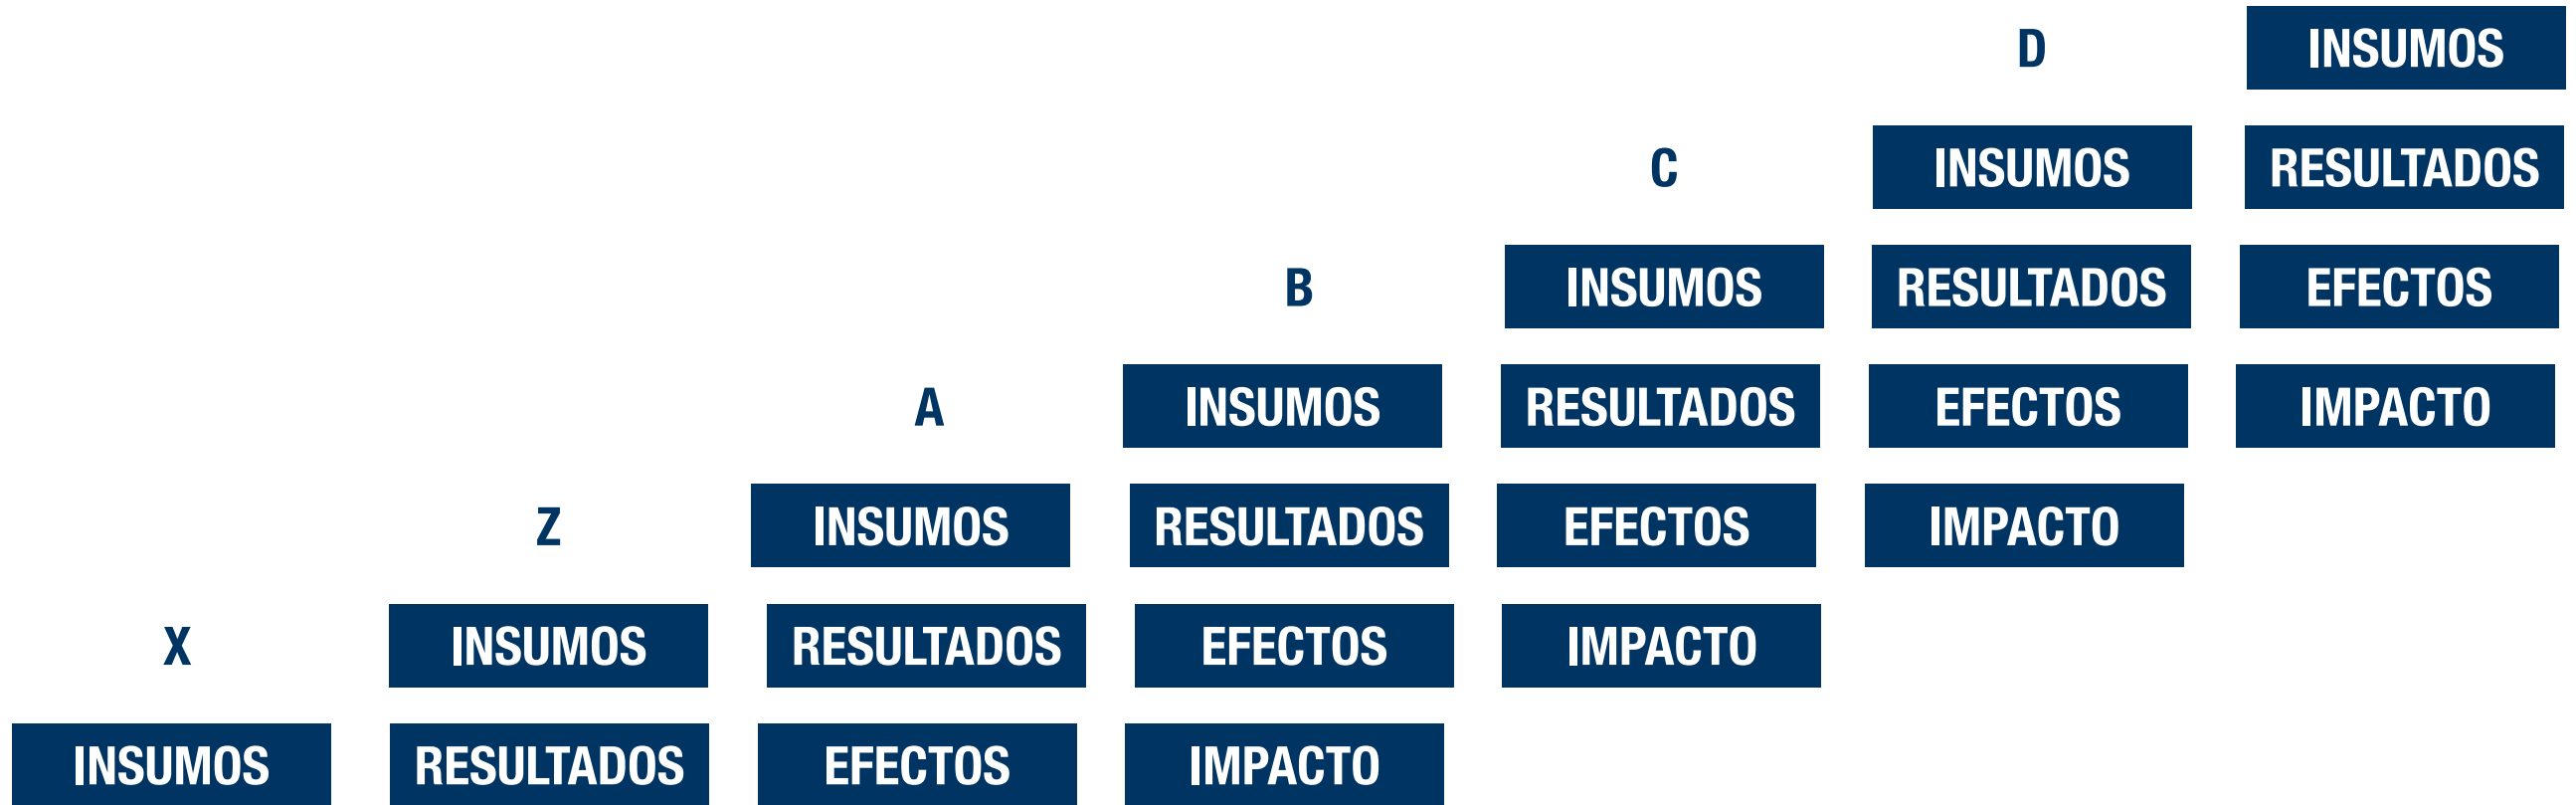 D INSUMOS
C INSUMOS RESULTADOS
B INSUMOS RESULTADOS EFECTOS
A INSUMOS RESULTADOS EFECTOS IMPACTO
Z INSUMOS RESULTADOS EFECTOS IMPACTO
X INSUMOS RESULTADOS EFECTOS IMPACTO
INSUMOS RESULTADOS EFECTOS IMPACTO